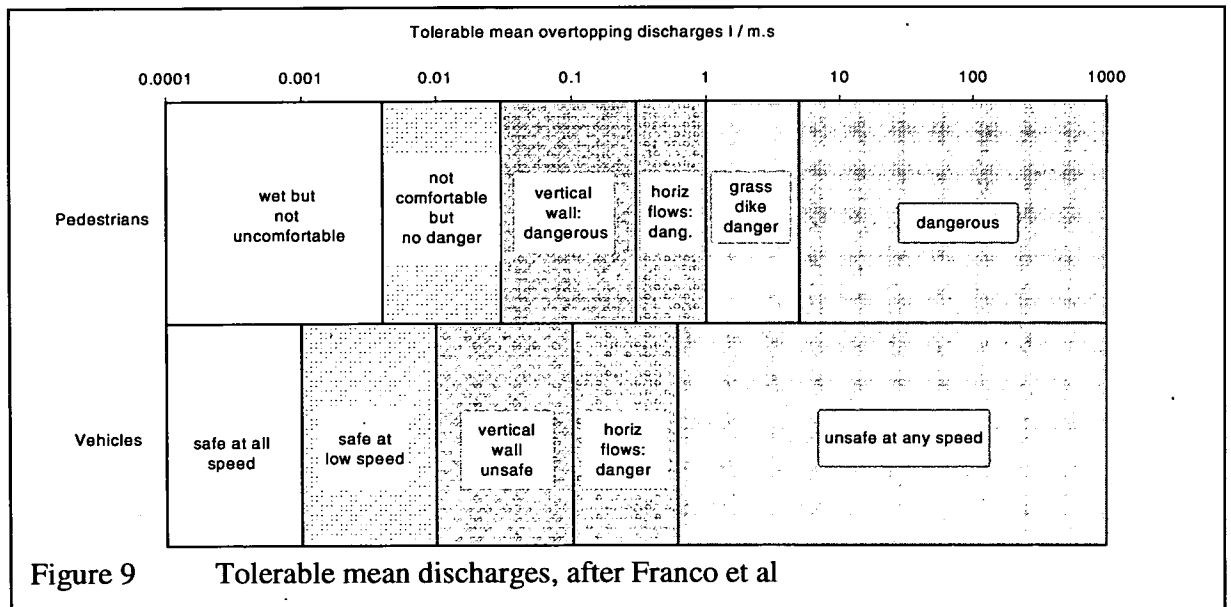 Tolerable mean overtopping discharges l / m.s
0.0001 0.001 0.01 0.1 1 10 100 1000
Pedestrians
wet but
not
uncomfortable
not
comfortable
but
no danger
vertical
wall:
dangerous
horiz
flows:
dang.
grass
dike
danger
dangerous
Vehicles
safe at all
speed
safe at
low speed
vertical
wall
unsafe
horiz
flows:
danger
unsafe at any speed
Figure 9 Tolerable mean discharges, after Franco et al